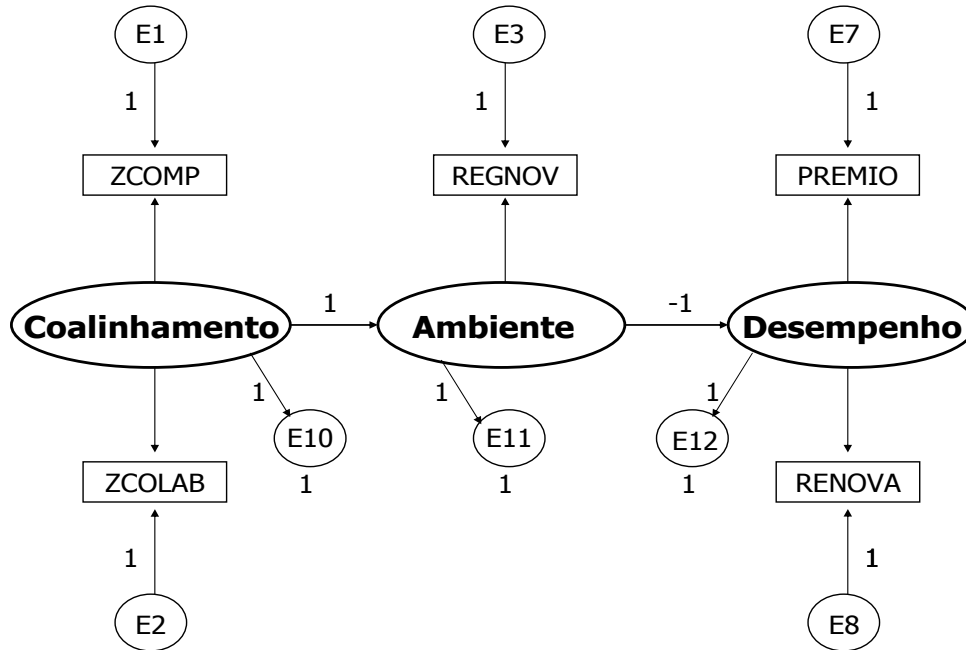 E1 E3 E7
1 1 1
ZCOMP REGNOV PREMIO
1 -1
Coalinhamento Ambiente Desempenho
1 1 1
E10 E11 E12
1 1 1
ZCOLAB RENOVA
1 1
E2 E8